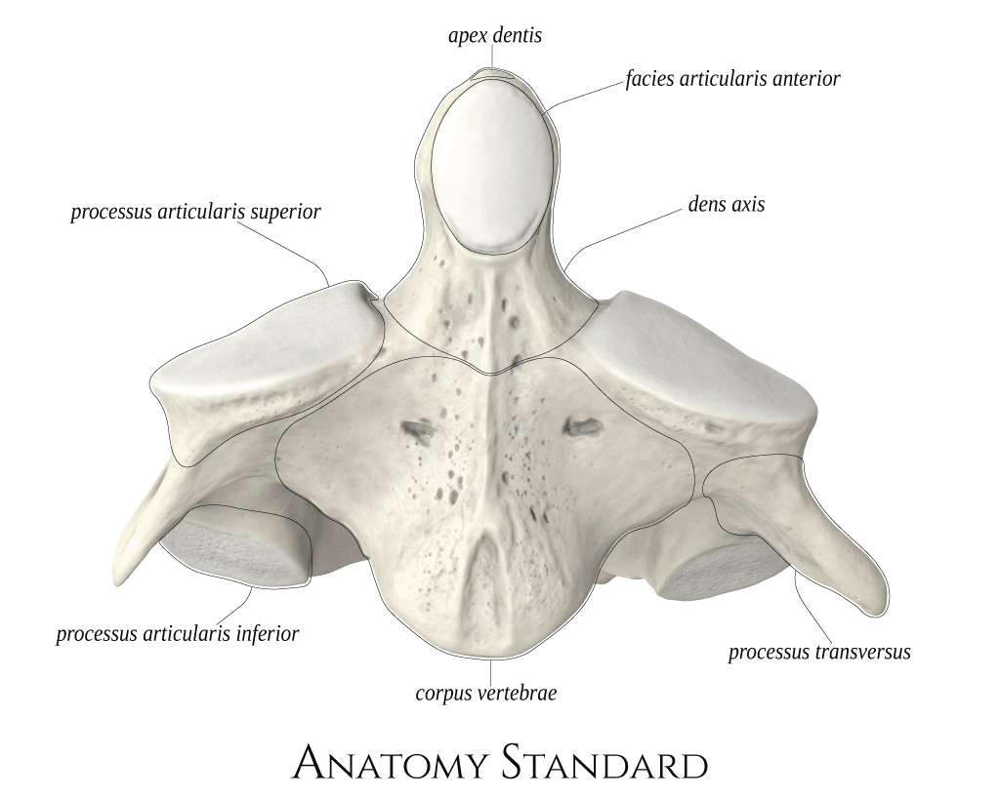 apex dentis
facies articularis anterior
dens axis
processus articularis superior
processus articularis inferior
processus transversus
corpus vertebrae
Anatomy Standard